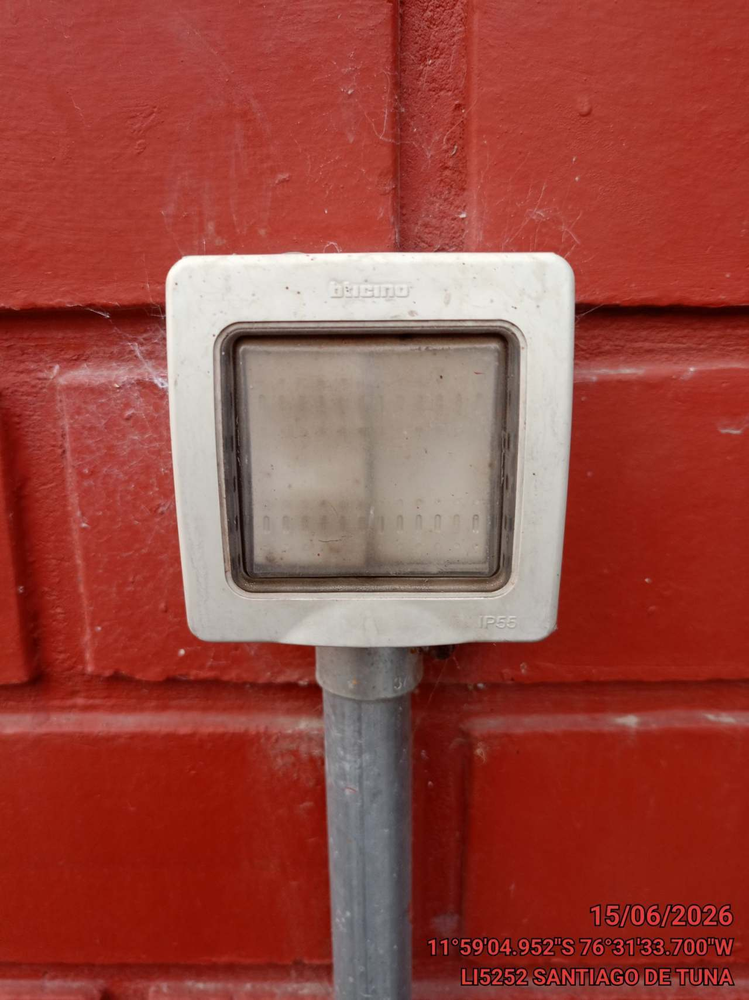 bticino
IP55
15/06/2026
11°59'04.952"S 76°31'33.700"W
LI5252 SANTIAGO DE TUNA